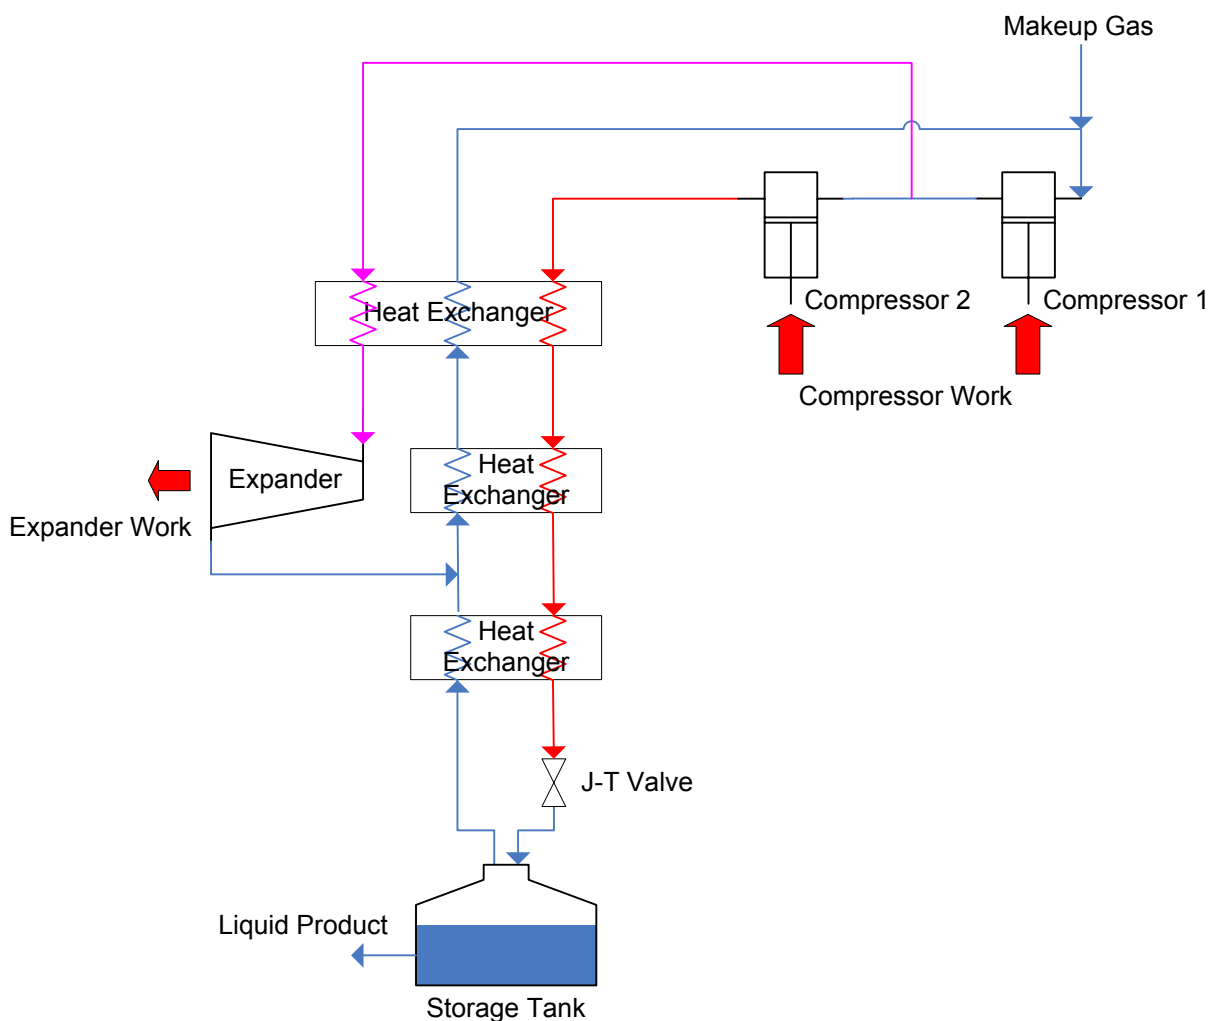 Makeup Gas
Compressor 2
Compressor 1
Heat Exchanger
Compressor Work
Heat
Exchanger
Expander
Expander Work
Heat
Exchanger
J-T Valve
Liquid Product
Storage Tank